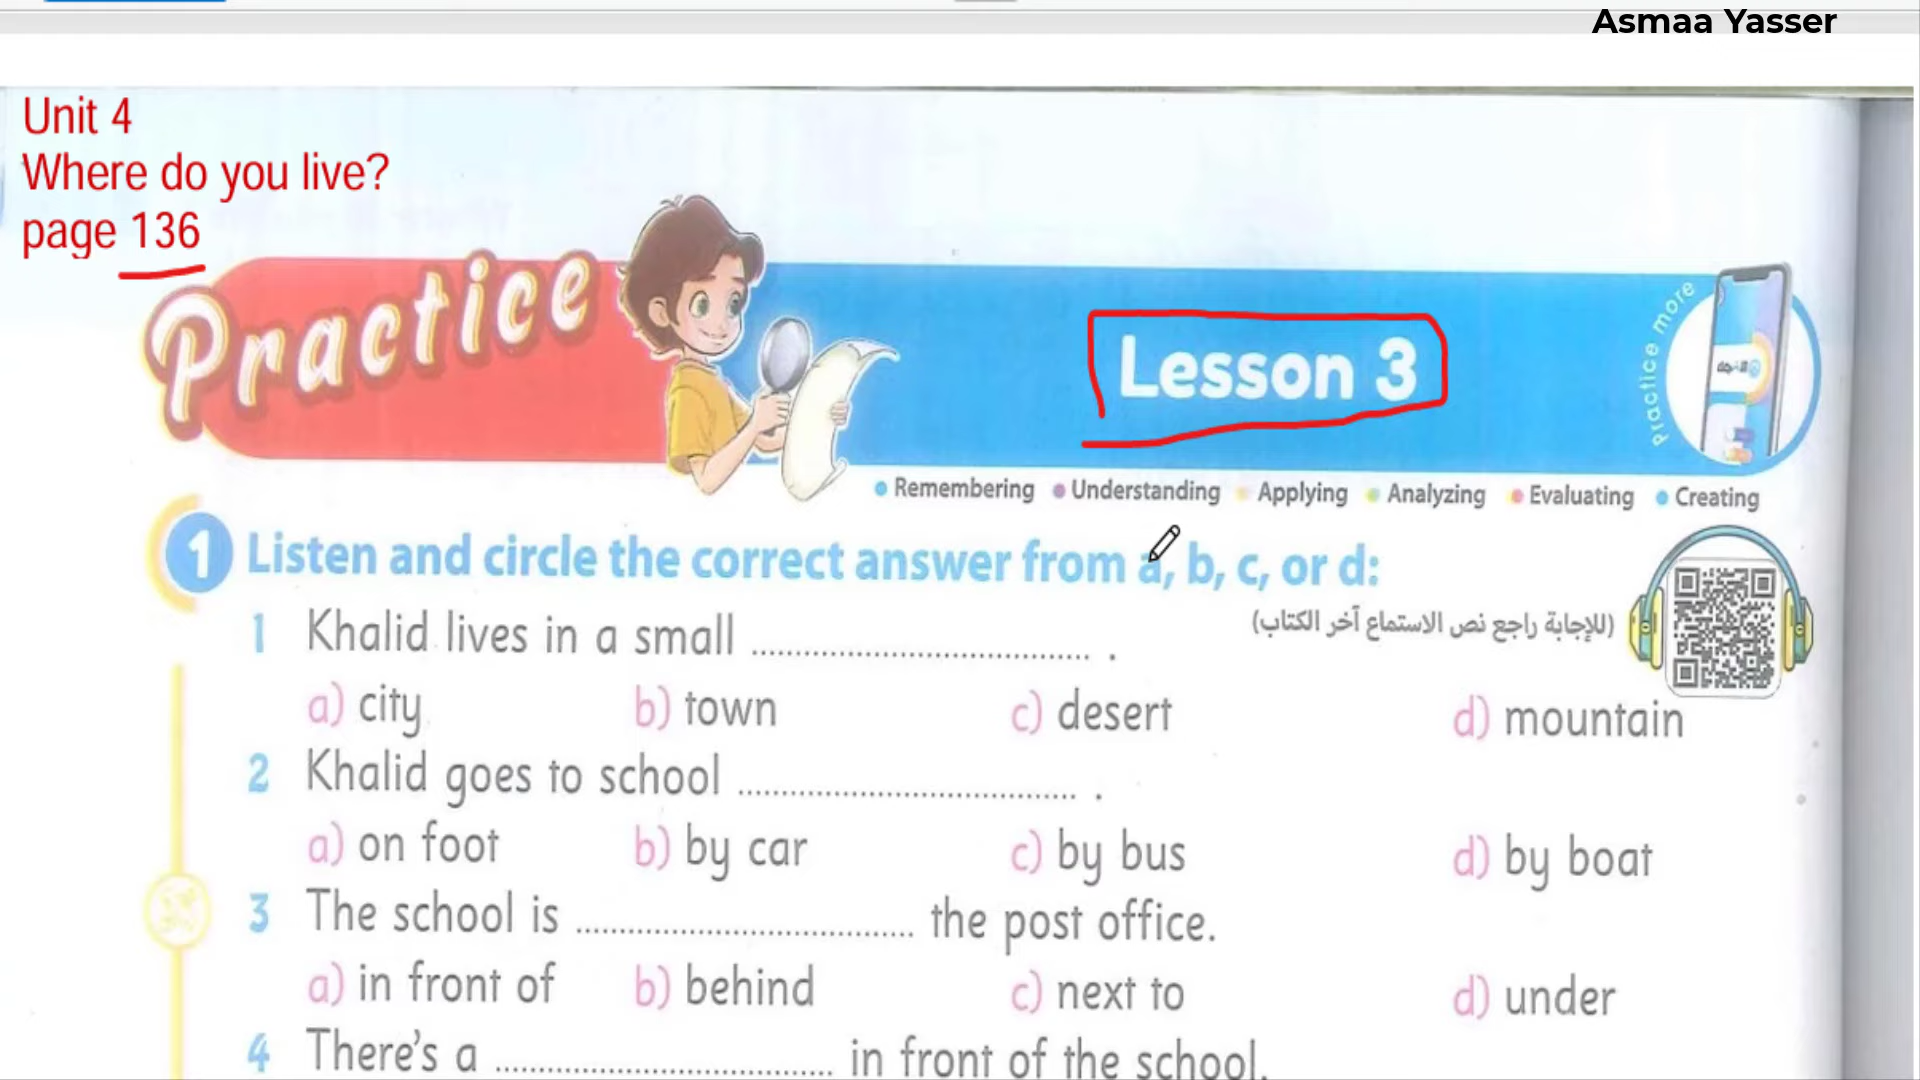 Asmaa Yasser
Unit 4
Where do you live?
page 136
Practice
Lesson 3
Practice more
Remembering Understanding Applying Analyzing Evaluating Creating
1 Listen and circle the correct answer from a, b, c, or d:
(للإجابة راجع نص الاستماع آخر الكتاب)
1 Khalid lives in a small .................................... .
a) city b) town c) desert d) mountain
2 Khalid goes to school .................................... .
a) on foot b) by car c) by bus d) by boat
3 The school is .................................... the post office.
a) in front of b) behind c) next to d) under
4 There's a .................................... in front of the school.